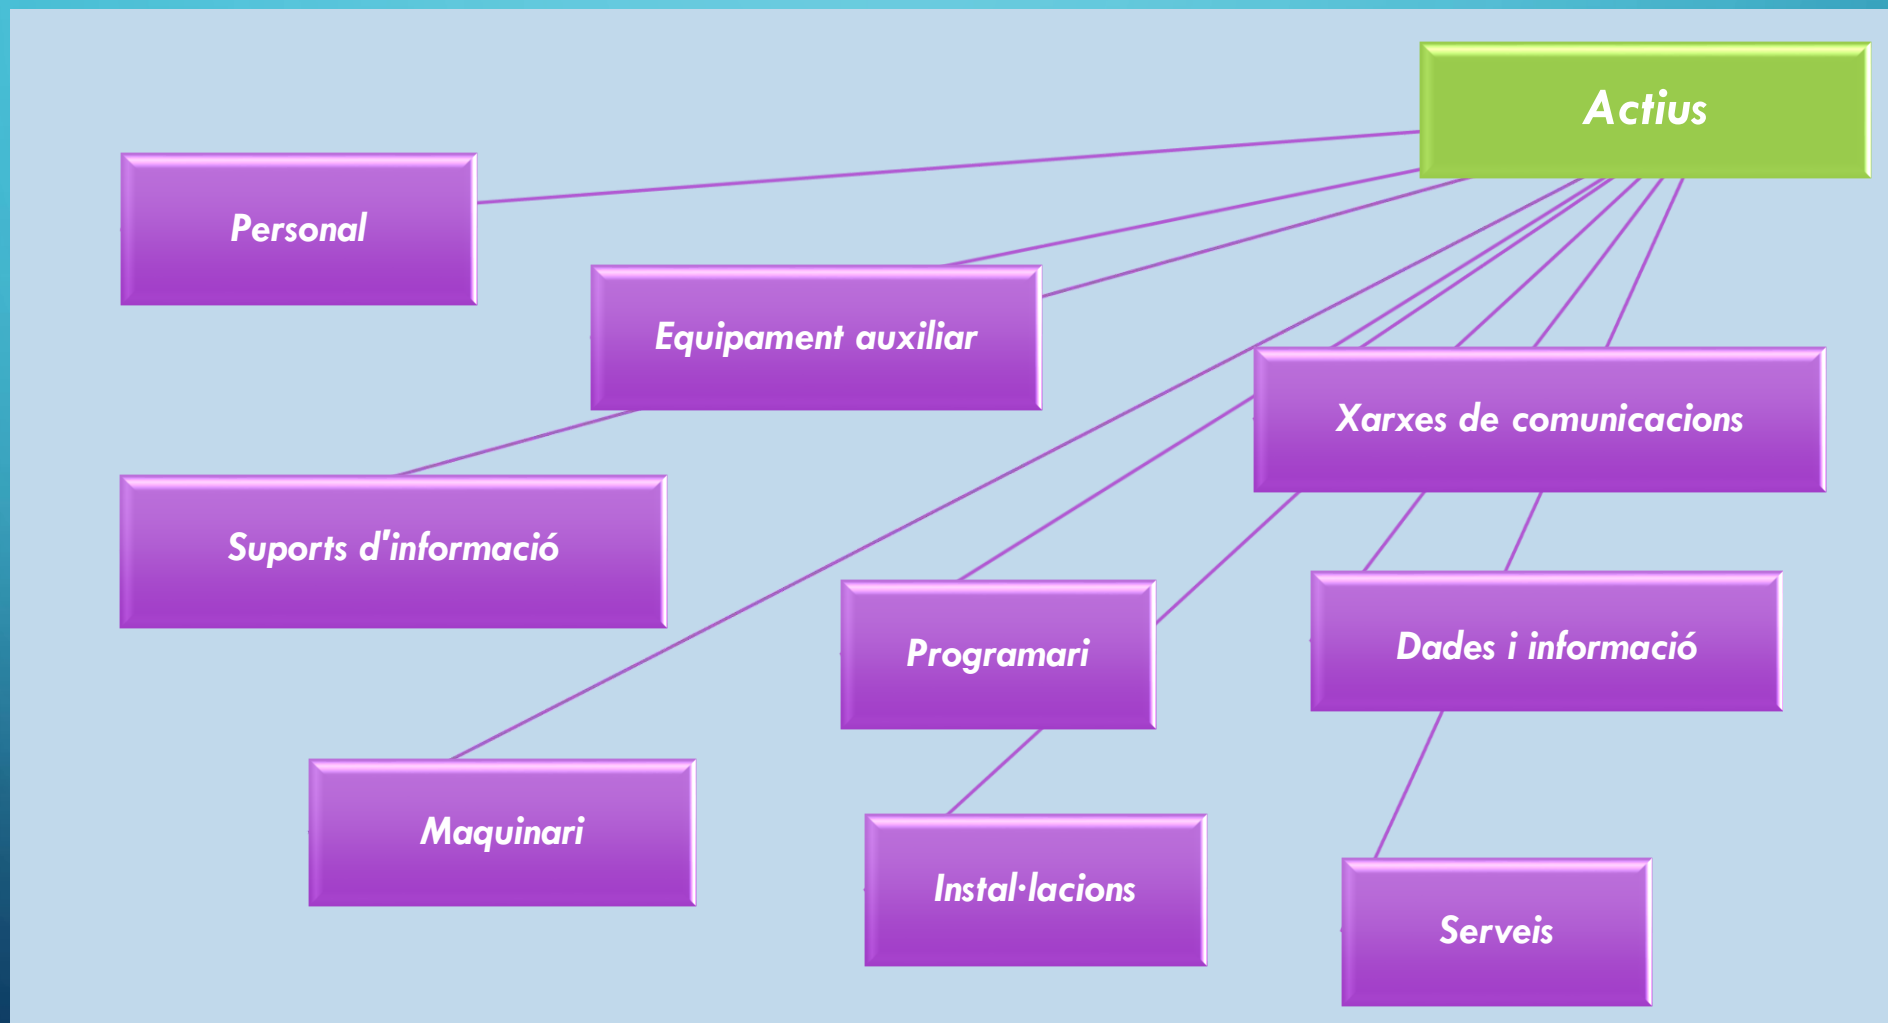 Actius
Personal
Equipament auxiliar
Xarxes de comunicacions
Suports d'informació
Programari
Dades i informació
Maquinari
Instal·lacions
Serveis